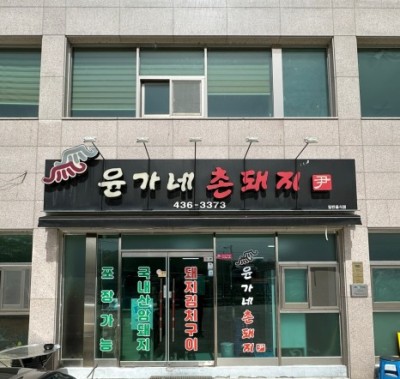 윤가네촌돼지 尹
436-3373
포장가능
국내산암돼지
돼지김치구이
윤가네촌돼지